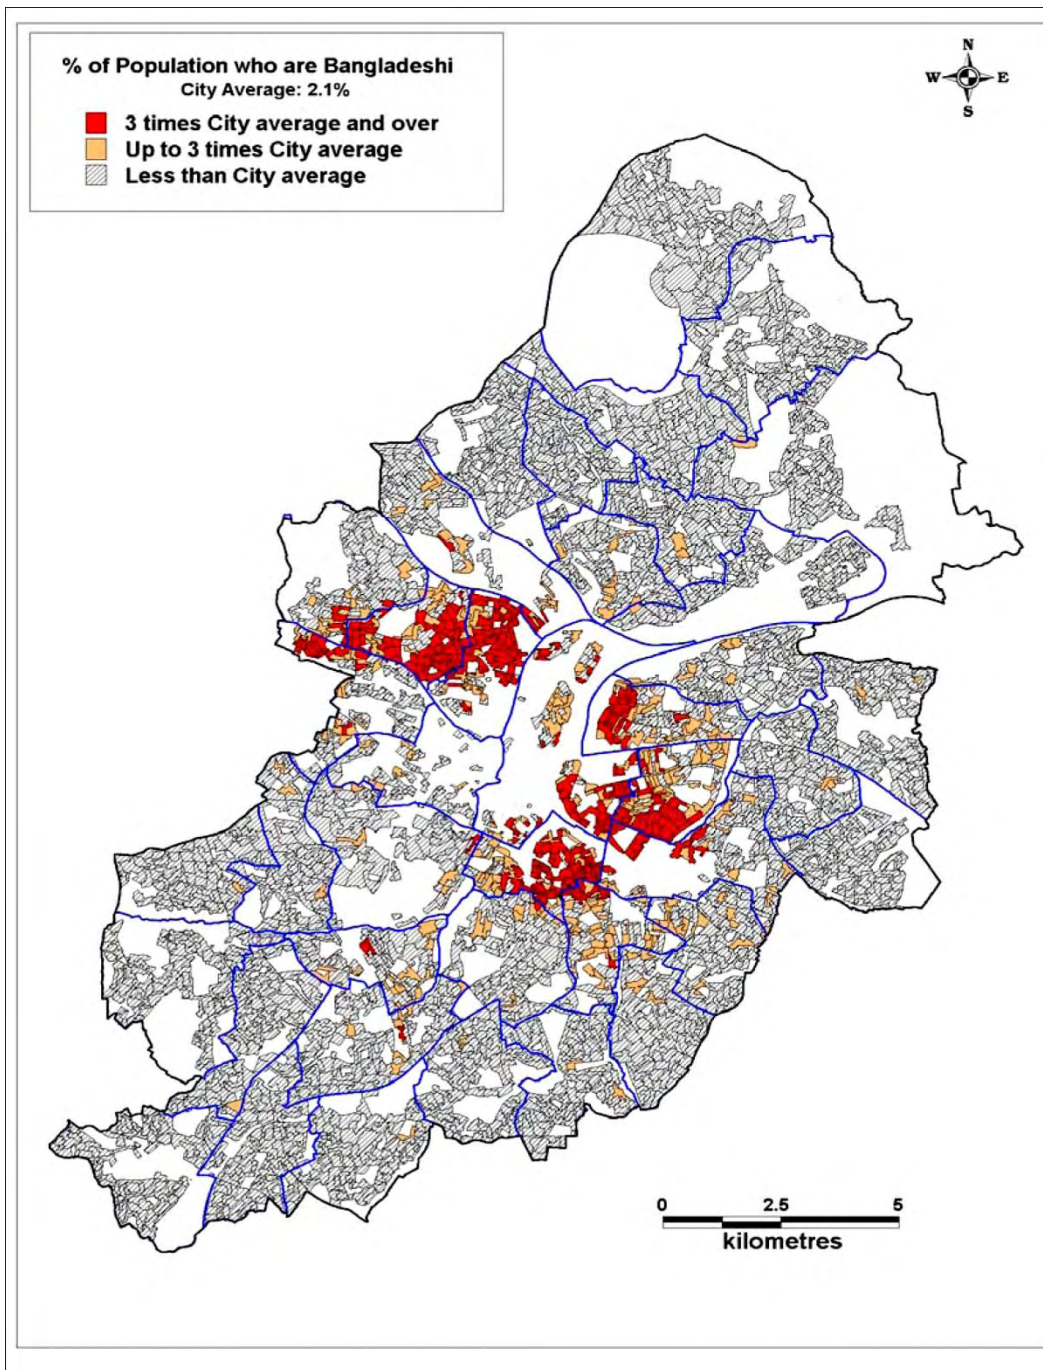 % of Population who are Bangladeshi
City Average: 2.1%
3 times City average and over
Up to 3 times City average
Less than City average
N
W E
S
0 2.5 5
kilometres